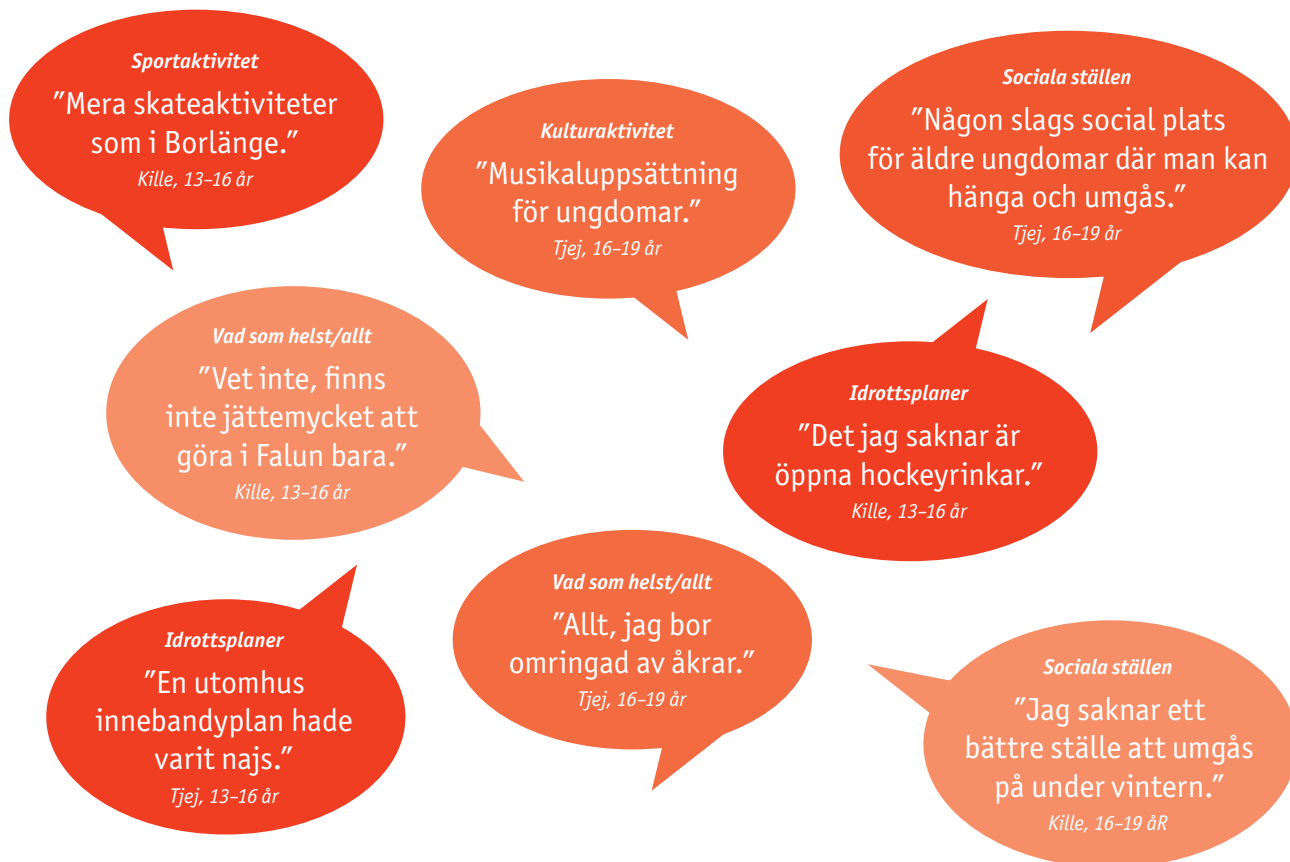 Sportaktivitet
”Mera skateaktiviteter
som i Borlänge.”
Kille, 13–16 år
Kulturaktivitet
”Musikaluppsättning
för ungdomar.”
Tjej, 16–19 år
Sociala ställen
”Någon slags social plats
för äldre ungdomar där man kan
hänga och umgås.”
Tjej, 16–19 år
Vad som helst/allt
”Vet inte, finns
inte jättemycket att
göra i Falun bara.”
Kille, 13–16 år
Idrottsplaner
”Det jag saknar är
öppna hockeyrinkar.”
Kille, 13–16 år
Idrottsplaner
”En utomhus
innebandyplan hade
varit najs.”
Tjej, 13–16 år
Vad som helst/allt
”Allt, jag bor
omringad av åkrar.”
Tjej, 16–19 år
Sociala ställen
”Jag saknar ett
bättre ställe att umgås
på under vintern.”
Kille, 16–19 åR